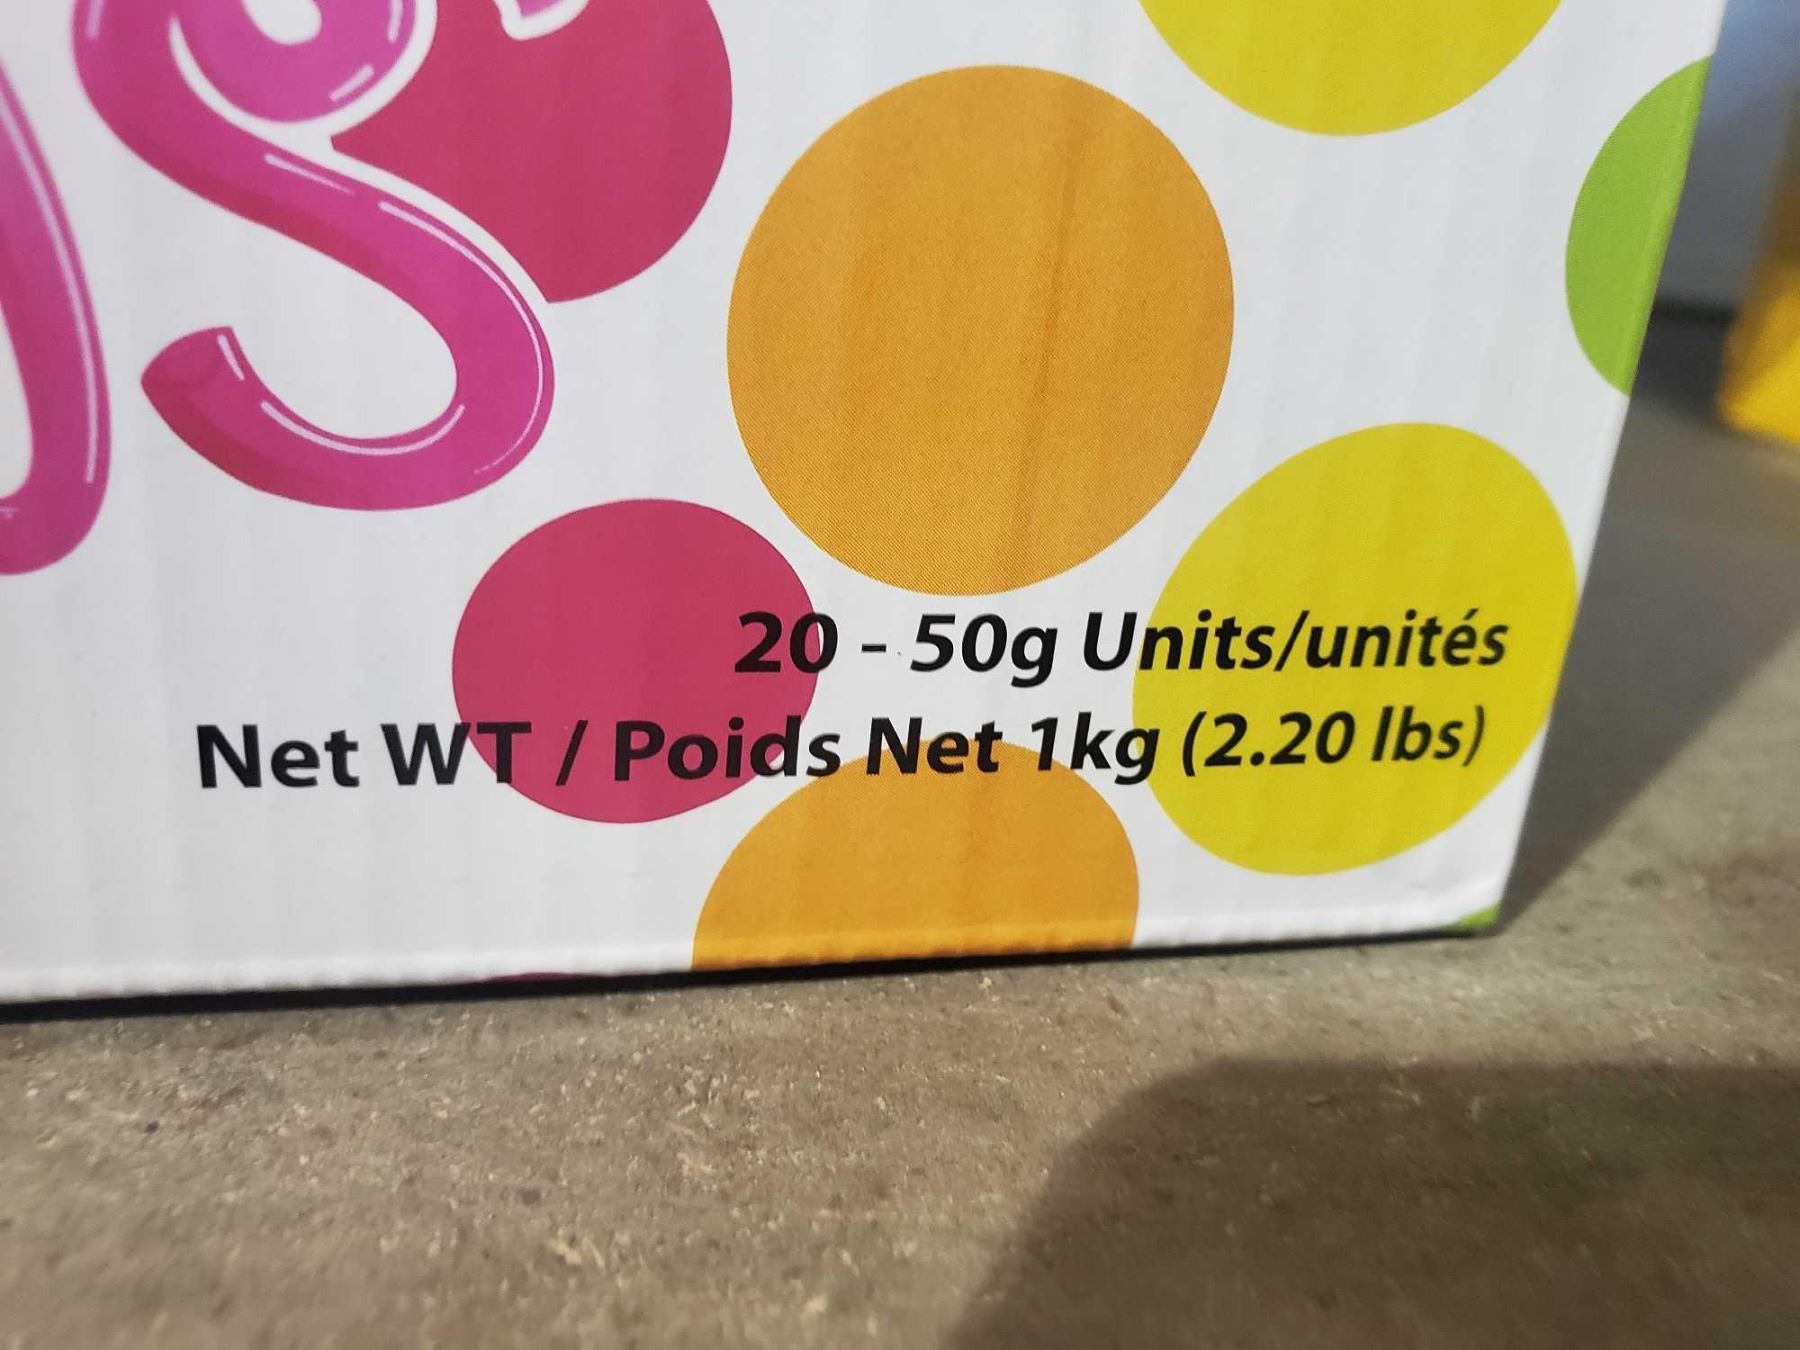 20 - 50g Units/unités
Net WT / Poids Net 1kg (2.20 lbs)